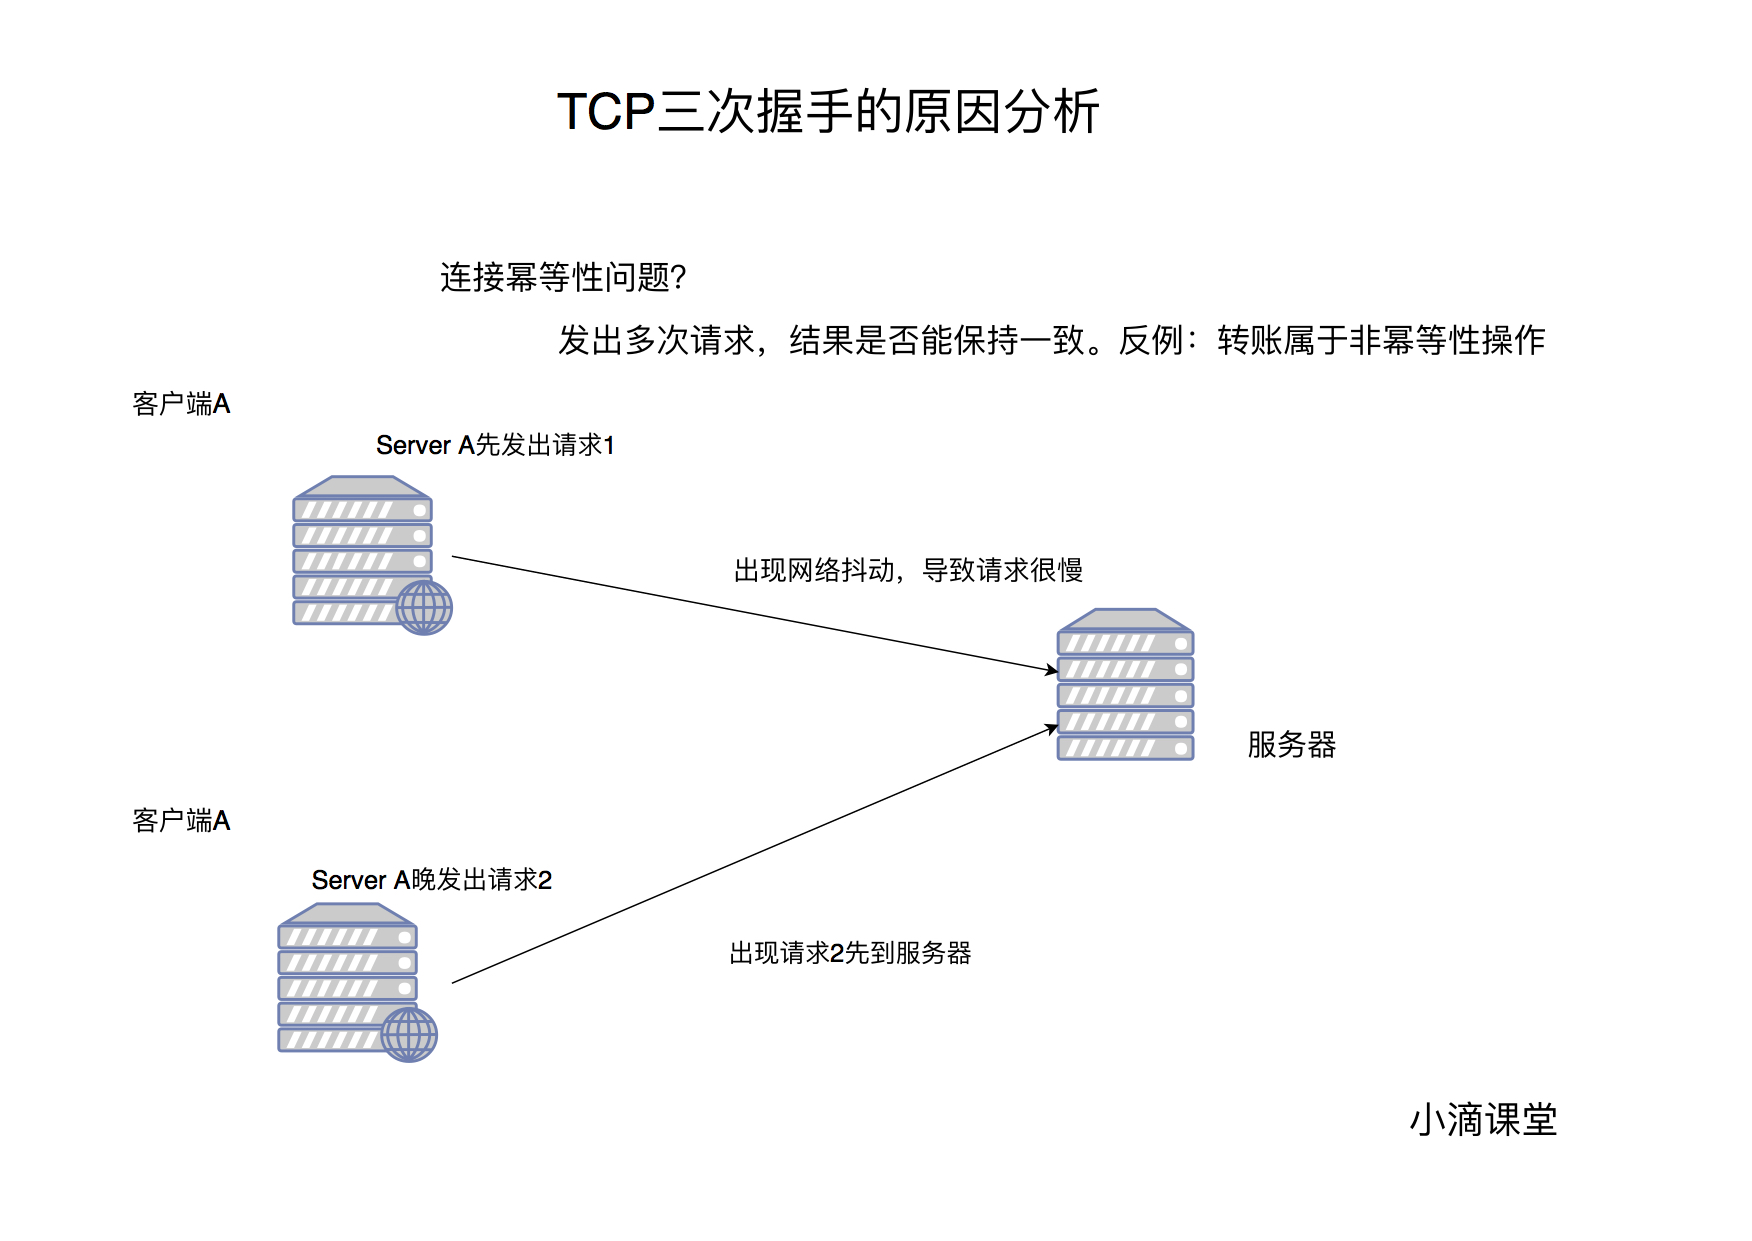 TCP三次握手的原因分析
连接幂等性问题？
发出多次请求，结果是否能保持一致。反例：转账属于非幂等性操作
客户端A
Server A先发出请求1
出现网络抖动，导致请求很慢
服务器
客户端A
Server A晚发出请求2
出现请求2先到服务器
小滴课堂